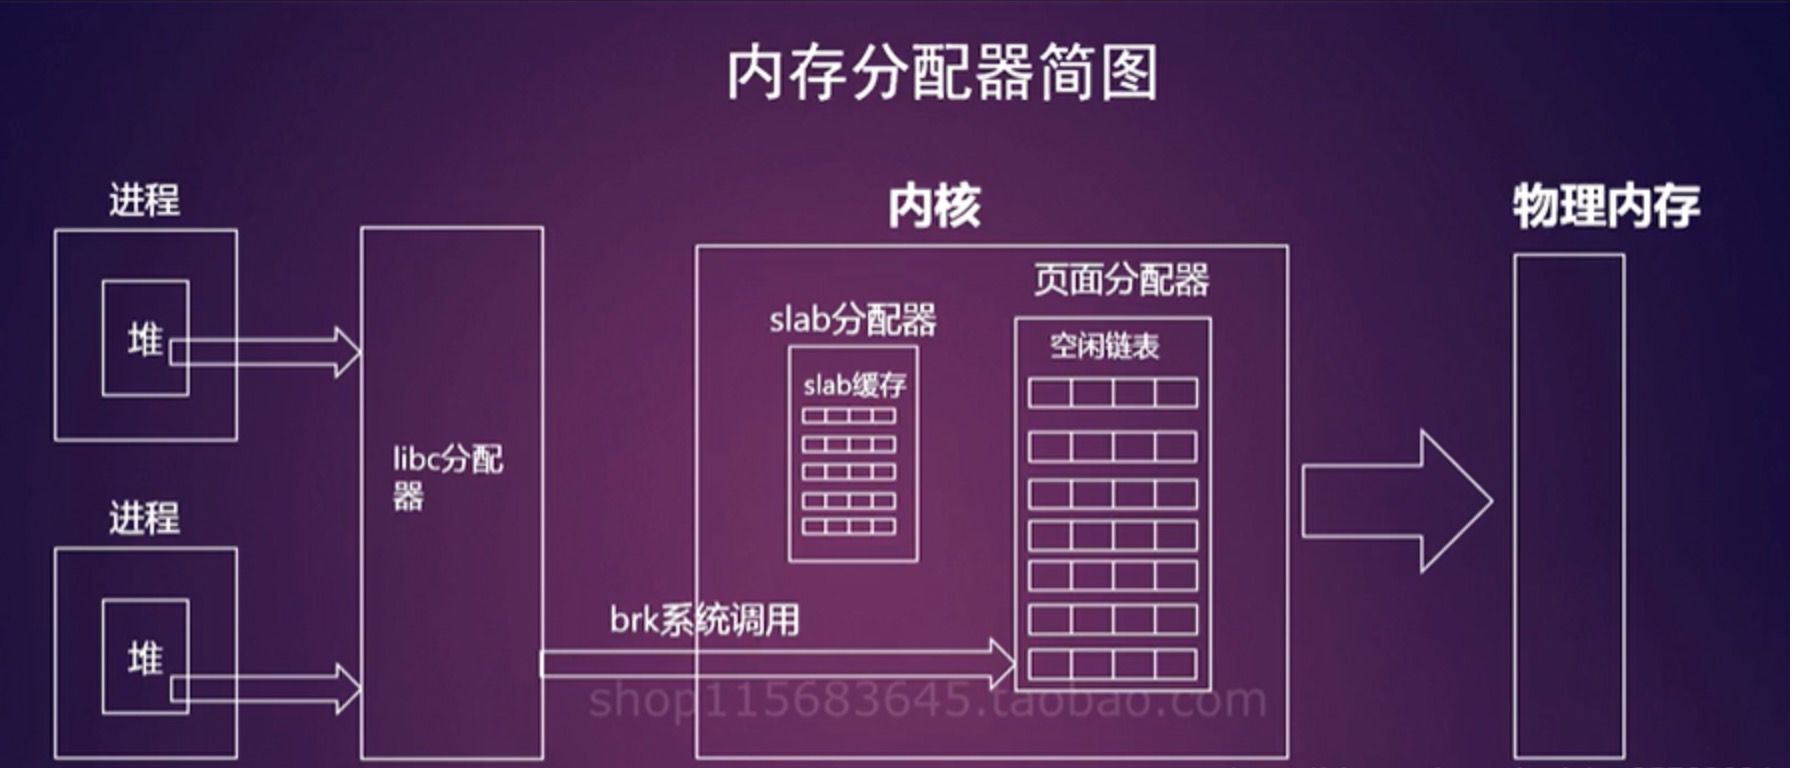 内存分配器简图
进程
内核
物理内存
堆
slab分配器
页面分配器
slab缓存
空闲链表
libc分配
器
进程
堆
brk系统调用
shop115683645.taobao.com